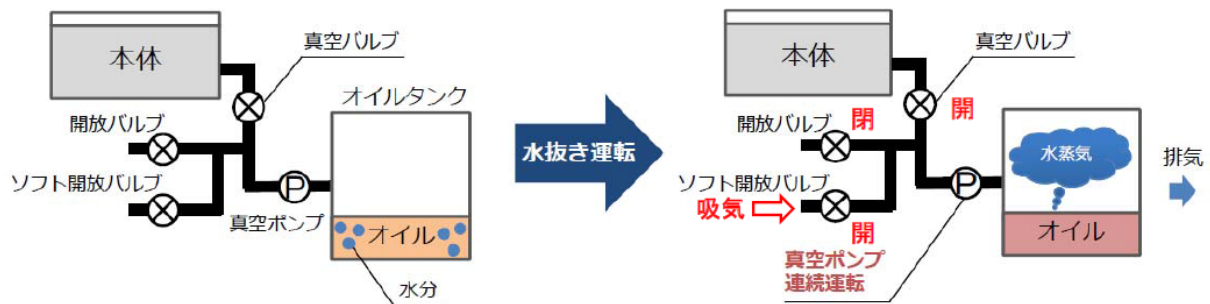 本体
真空バルブ
オイルタンク
開放バルブ
ソフト開放バルブ
P
真空ポンプ
オイル
水分
水抜き運転
本体
真空バルブ
開放バルブ
閉
開
水蒸気
排気
ソフト開放バルブ
吸気
P
開
オイル
真空ポンプ
連続運転